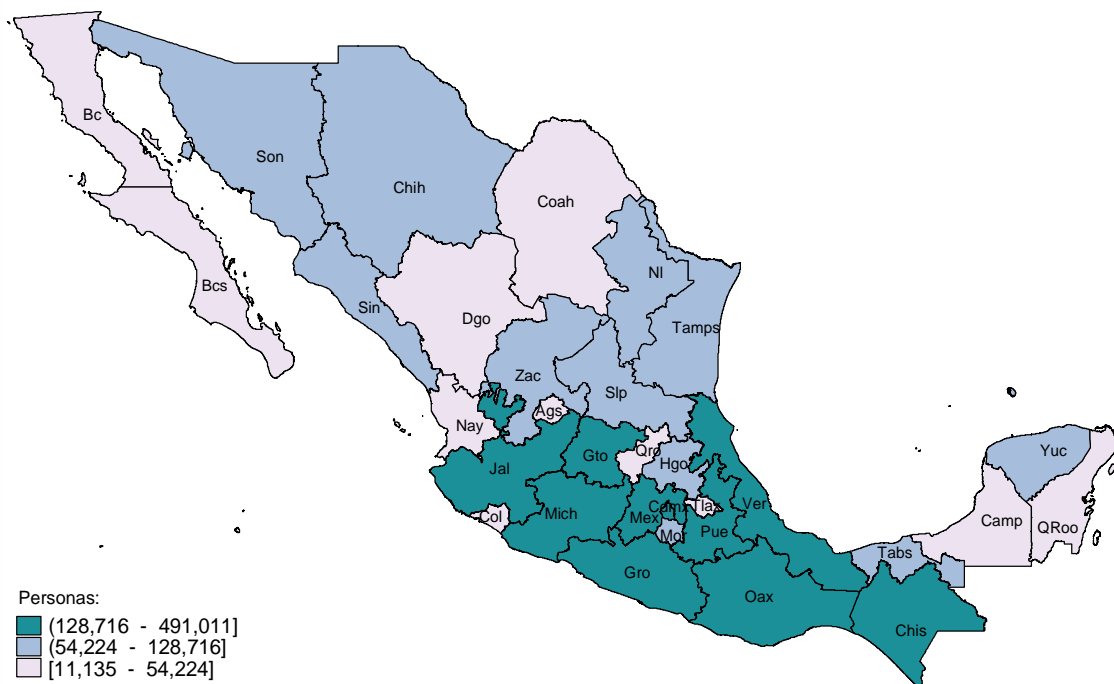 Bc
Son
Chih
Coah
Bcs
Nl
Sin
Dgo
Tamps
Zac
Slp
Ags
Nay
Qro
Yuc
Gto
Hgo
Jal
Ver
Cdmx
Tlax
Col
Mich
Mex
Camp
QRoo
Pue
Mor
Tabs
Gro
Oax
Chis
Personas:
(128,716 - 491,011]
(54,224 - 128,716]
[11,135 - 54,224]